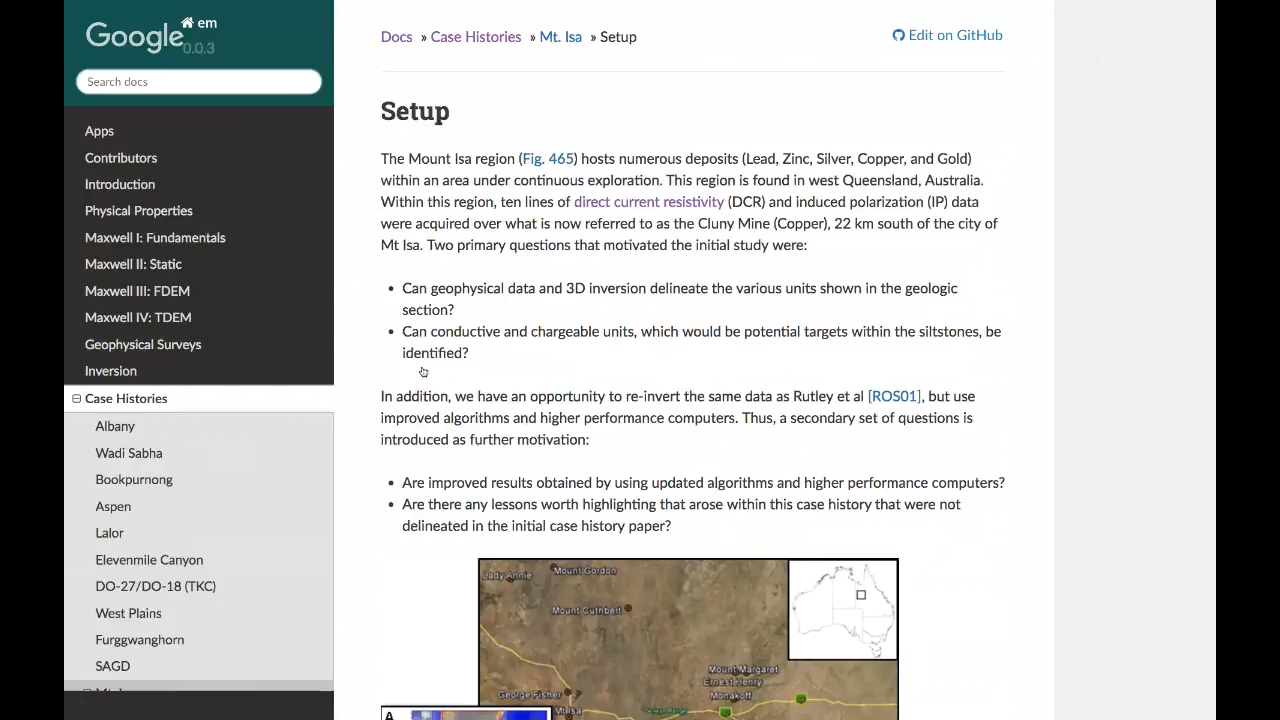 Google
em
0.0.3
Search docs
Apps
Contributors
Introduction
Physical Properties
Maxwell I: Fundamentals
Maxwell II: Static
Maxwell III: FDEM
Maxwell IV: TDEM
Geophysical Surveys
Inversion
Case Histories
Albany
Wadi Sabha
Bookpurnong
Aspen
Lalor
Elevenmile Canyon
DO-27/DO-18 (TKC)
West Plains
Furggwanghorn
SAGD
Docs » Case Histories » Mt. Isa » Setup
Edit on GitHub
Setup
The Mount Isa region (Fig. 465) hosts numerous deposits (Lead, Zinc, Silver, Copper, and Gold)
within an area under continuous exploration. This region is found in west Queensland, Australia.
Within this region, ten lines of direct current resistivity (DCR) and induced polarization (IP) data
were acquired over what is now referred to as the Cluny Mine (Copper), 22 km south of the city of
Mt Isa. Two primary questions that motivated the initial study were:
• Can geophysical data and 3D inversion delineate the various units shown in the geologic
section?
• Can conductive and chargeable units, which would be potential targets within the siltstones, be
identified?
In addition, we have an opportunity to re-invert the same data as Rutley et al [ROS01], but use
improved algorithms and higher performance computers. Thus, a secondary set of questions is
introduced as further motivation:
• Are improved results obtained by using updated algorithms and higher performance computers?
• Are there any lessons worth highlighting that arose within this case history that were not
delineated in the initial case history paper?
Lady Annie
Mount Gordon
Mount Cuthbert
Mount Margaret
Ernest Henry
Monakoff
George Fisher
Mt Isa
A